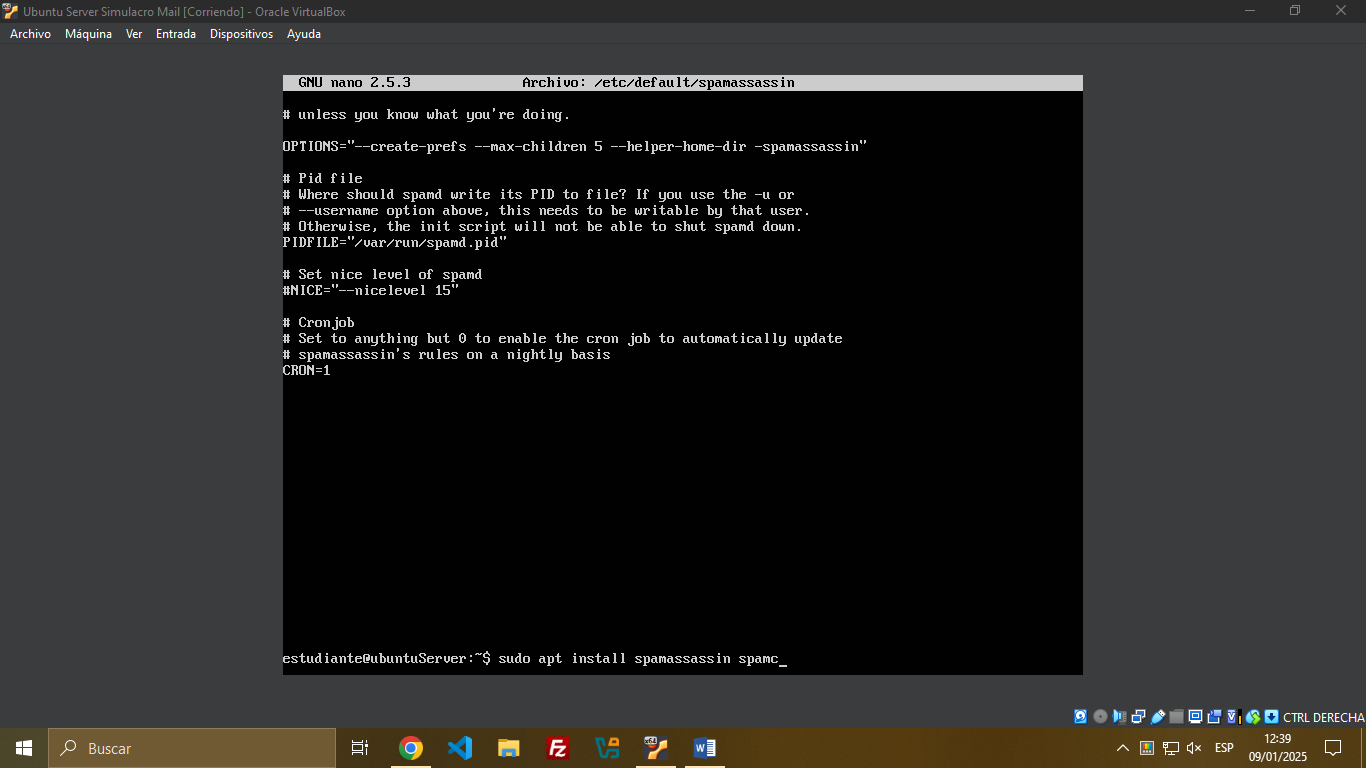 Ubuntu Server Simulacro Mail [Corriendo] - Oracle VirtualBox
Archivo Máquina Ver Entrada Dispositivos Ayuda
GNU nano 2.5.3 Archivo: /etc/default/spamassassin
# unless you know what you're doing.
OPTIONS="--create-prefs --max-children 5 --helper-home-dir -spamassassin"
# Pid file
# Where should spamd write its PID to file? If you use the -u or
# --username option above, this needs to be writable by that user.
# Otherwise, the init script will not be able to shut spamd down.
PIDFILE="/var/run/spamd.pid"
# Set nice level of spamd
#NICE="--nicelevel 15"
# Cronjob
# Set to anything but 0 to enable the cron job to automatically update
# spamassassin's rules on a nightly basis
CRON=1
estudiante@ubuntuServer:~$ sudo apt install spamassassin spamc_
CTRL DERECHA
Buscar
ESP
12:39
09/01/2025